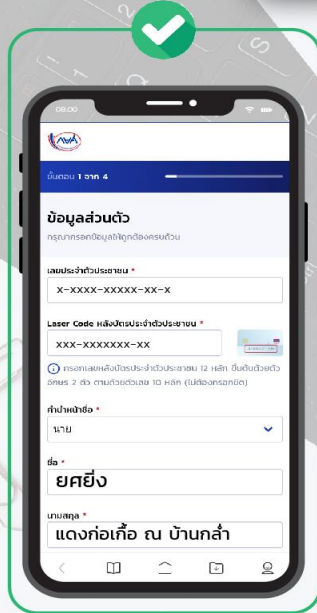 08.00
ขั้นตอน 1 จาก 4
ข้อมูลส่วนตัว
กรุณากรอกข้อมูลให้ถูกต้องครบถ้วน
เลขประจำตัวประชาชน *
x-xxxx-xxxxx-xx-x
Laser Code หลังบัตรประจำตัวประชาชน *
xxx-xxxxxxx-xx
กรอกเลขหลังบัตรประจำตัวประชาชน 12 หลัก ขึ้นต้นด้วยตัว
อักษร 2 ตัว ตามด้วยตัวเลข 10 หลัก (ไม่ต้องกรอกขีด)
คำนำหน้าชื่อ *
นาย
ชื่อ *
ยศยิ่ง
นามสกุล *
แดงก่อเกื้อ ณ บ้านกล่ำ